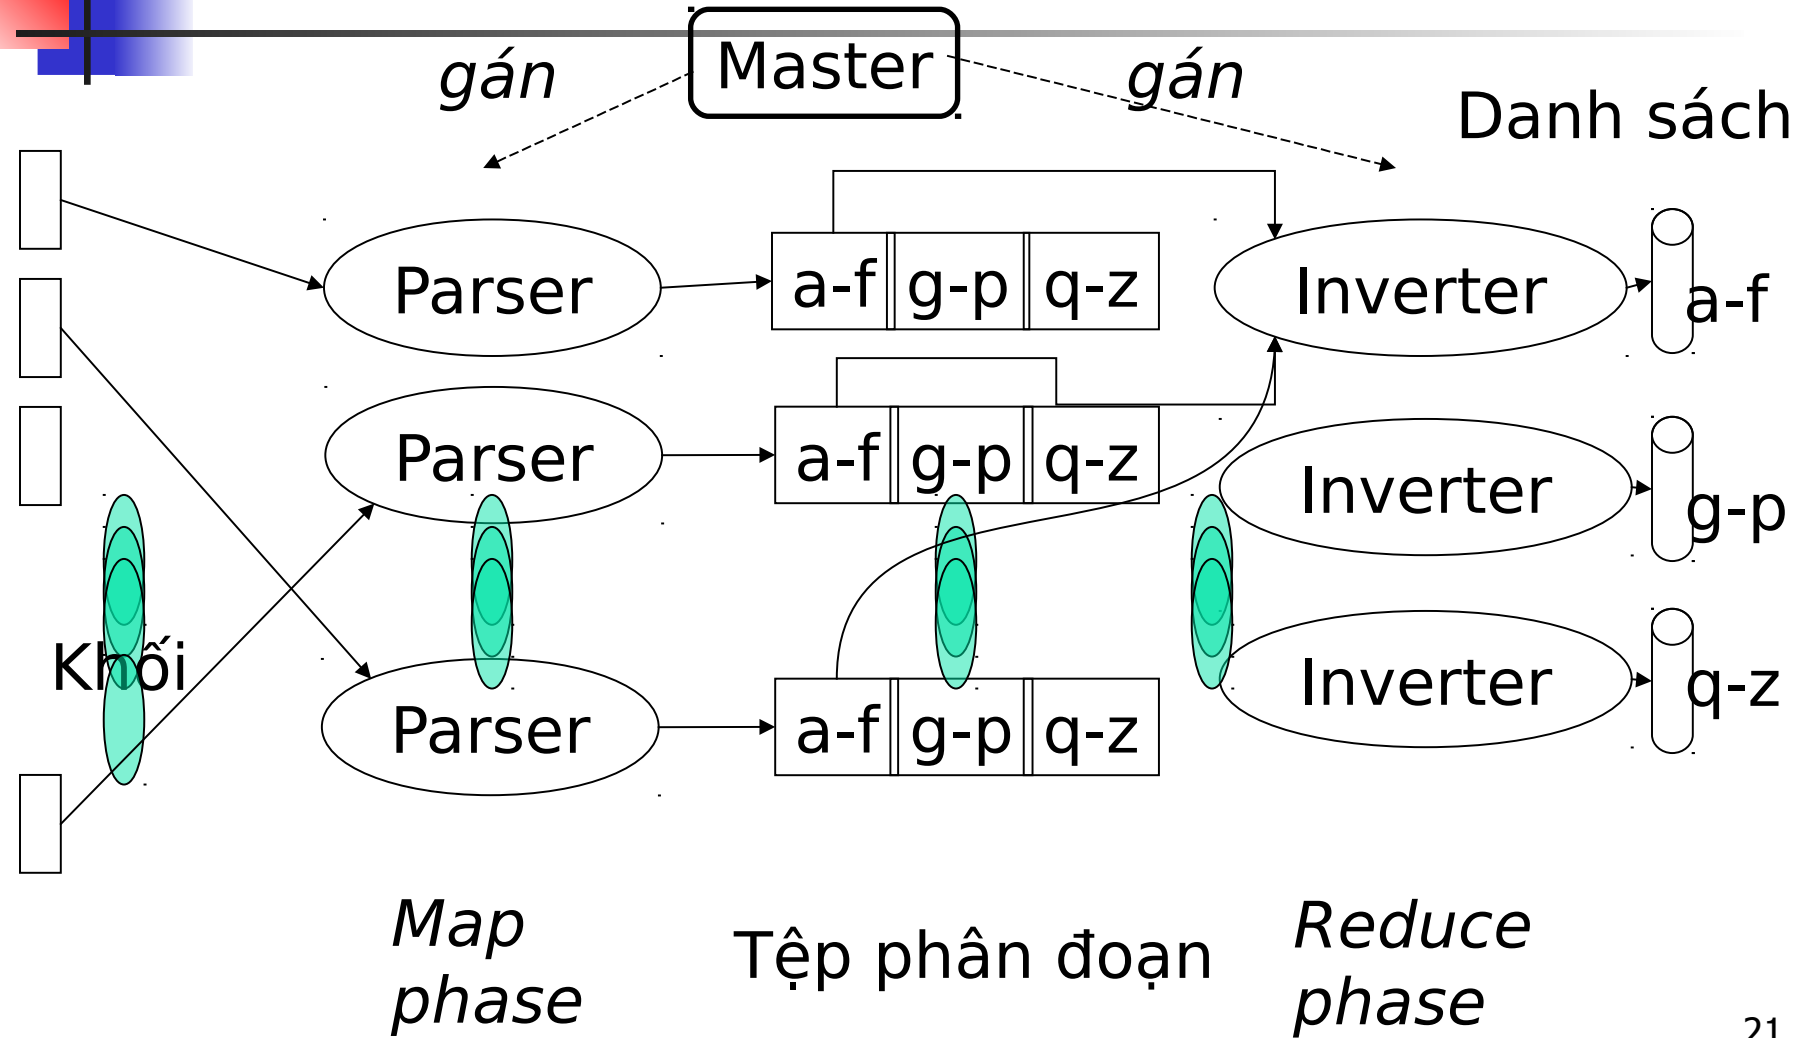 gán
Master
gán
Danh sách
Parser
a-f g-p q-z
Inverter
a-f
Parser
a-f g-p q-z
Inverter
g-p
Khối
Parser
a-f g-p q-z
Inverter
q-z
Map
phase
Tệp phân đoạn
Reduce
phase
21